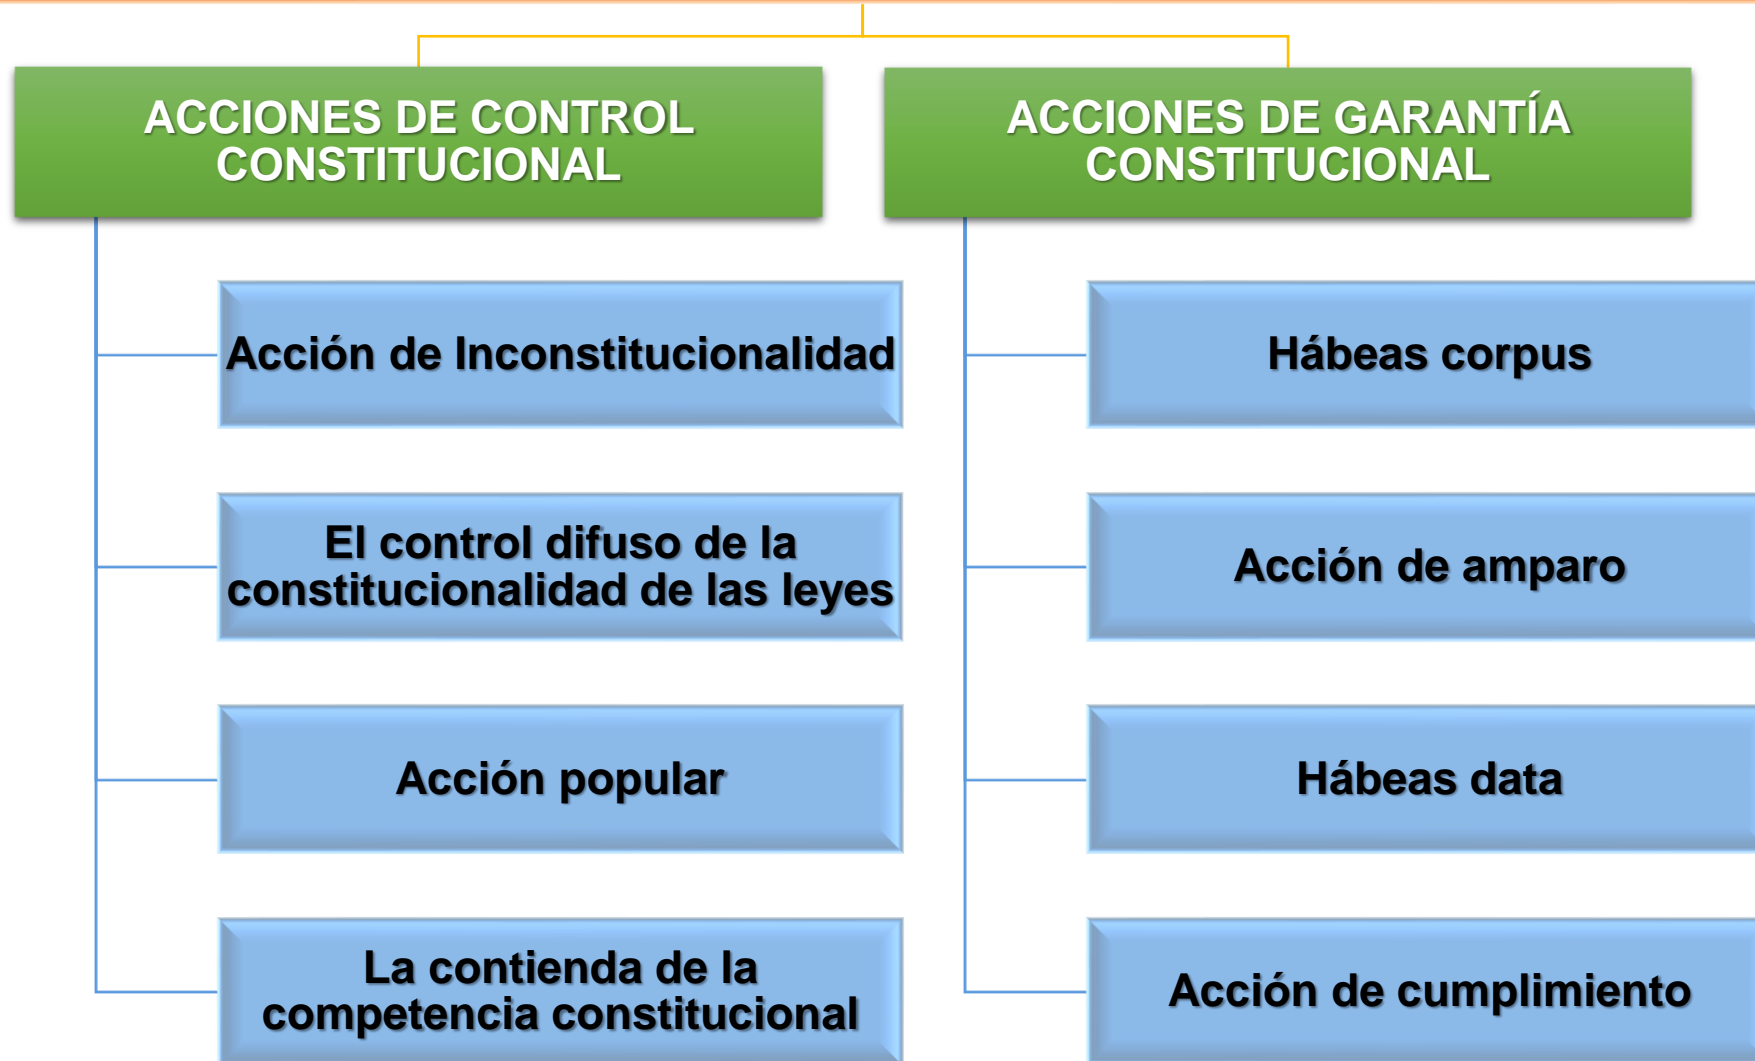 ACCIONES DE CONTROL
CONSTITUCIONAL
Acción de Inconstitucionalidad
El control difuso de la
constitucionalidad de las leyes
Acción popular
La contienda de la
competencia constitucional
ACCIONES DE GARANTÍA
CONSTITUCIONAL
Hábeas corpus
Acción de amparo
Hábeas data
Acción de cumplimiento